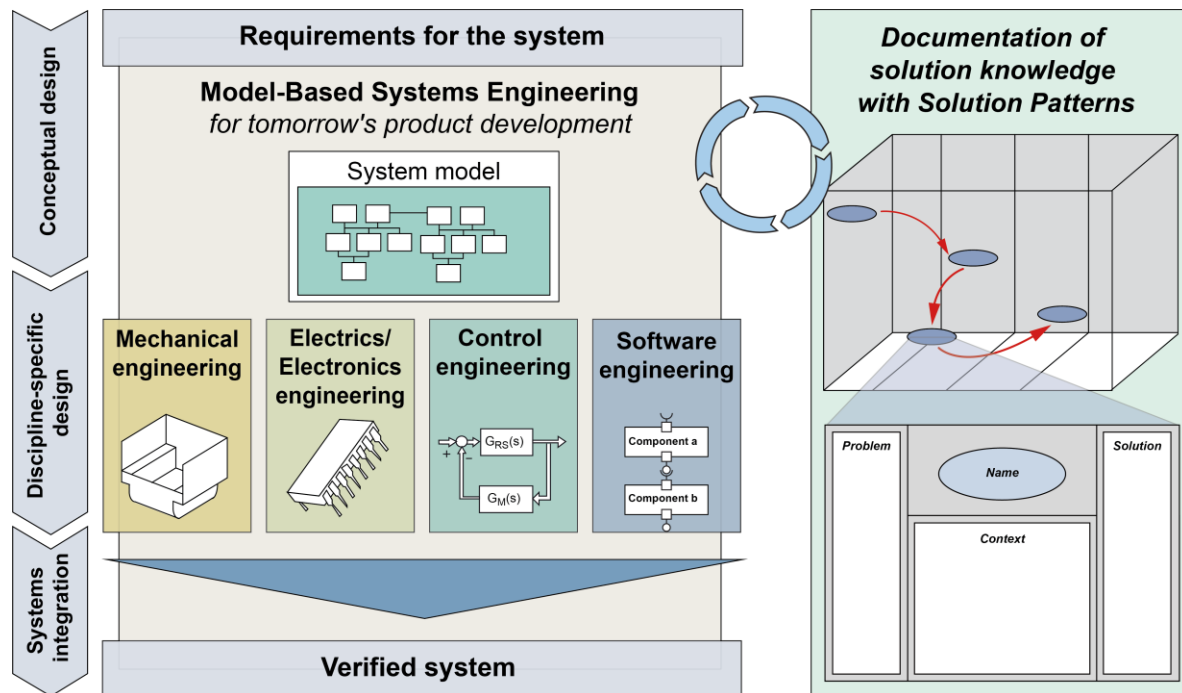 Conceptual design
Discipline-specific
design
Systems
integration
Requirements for the system
Model-Based Systems Engineering
for tomorrow's product development
System model
Mechanical
engineering
Electrics/
Electronics
engineering
Control
engineering
+
−
G_RS(s)
G_M(s)
Software
engineering
Component a
Component b
Verified system
Documentation of
solution knowledge
with Solution Patterns
Problem
Name
Context
Solution